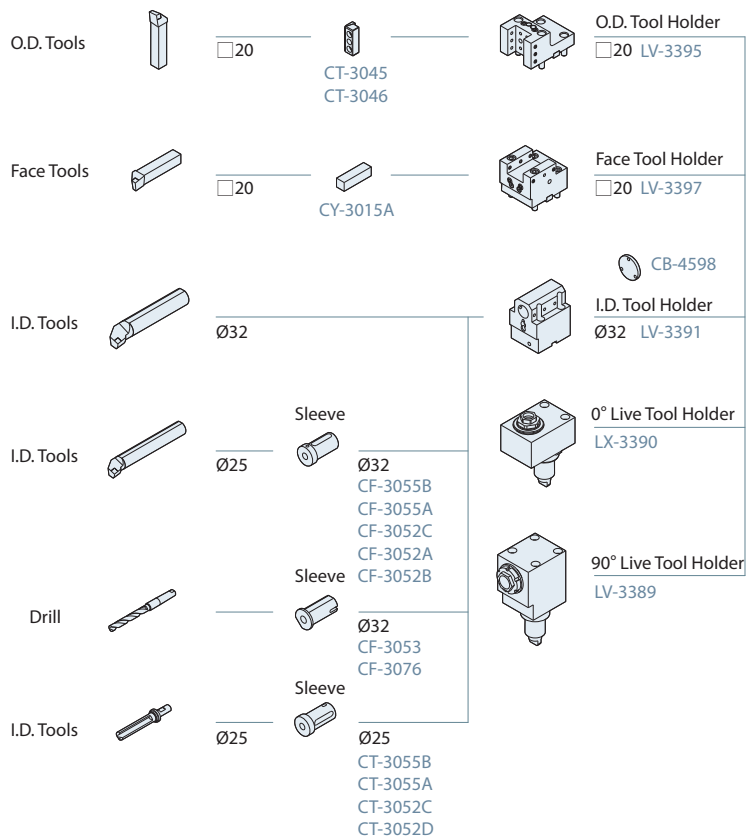 O.D. Tools
□20
CT-3045
CT-3046
O.D. Tool Holder
□20 LV-3395
Face Tools
□20
CY-3015A
Face Tool Holder
□20 LV-3397
CB-4598
I.D. Tools
Ø32
I.D. Tool Holder
Ø32 LV-3391
I.D. Tools
Ø25
Sleeve
Ø32
CF-3055B
CF-3055A
CF-3052C
CF-3052A
CF-3052B
0° Live Tool Holder
LX-3390
Drill
Sleeve
Ø32
CF-3053
CF-3076
90° Live Tool Holder
LV-3389
I.D. Tools
Ø25
Sleeve
Ø25
CT-3055B
CT-3055A
CT-3052C
CT-3052D